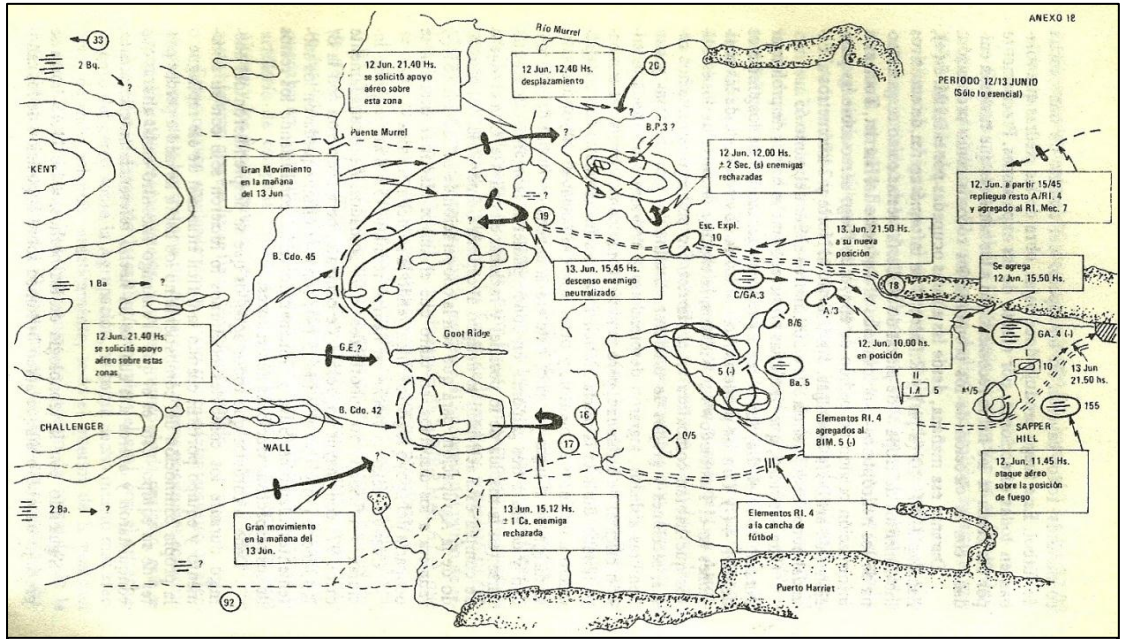 ANEXO 18
PERIODO 12/13 JUNIO
(Sólo lo esencial)
33
2 Bq.
?
Río Murrel
12 Jun. 21,40 Hs.
se solicitó apoyo
aéreo sobre
esta zona
12 Jun. 12,40 Hs.
desplazamiento
20
?
B.P.3 ?
Puente Murrel
?
12 Jun. 12.00 Hs.
± 2 Sec. (s) enemigas
rechazadas
12, Jun. a partir 15/45
repliegue resto A/RI. 4
y agregado al RI. Mec. 7
KENT
Gran Movimiento
en la mañana
del 13 Jun
?
?
19
Esc. Expl.
10
13. Jun. 21.50 Hs.
a su nueva
posición
B. Cdo. 45
1 Ba
?
13. Jun. 15,45 Hs.
descenso enemigo
neutralizado
C/GA.3
A/3
18
Se agrega
12 Jun. 15,50 Hs.
12 Jun. 21,40 Hs.
se solicitó apoyo
aéreo sobre estas
zonas
Goat Ridge
G.E.?
B/6
12. Jun. 10,00 hs.
en posición
GA. 4 (-)
10
13 Jun
21.50 hs.
5 (-)
Ba. 5
5
155
SAPPER
HILL
CHALLENGER
WALL
B. Cdo. 42
16
17
O/5
Elementos RI. 4
agregados al
BIM. 5 (-)
12. Jun. 11,45 Hs.
ataque aéreo
sobre la posición
de fuego
2 Ba.
?
?
Gran movimiento
en la mañana del
13 Jun.
13 Jun. 15,12 Hs.
± 1 Ca. enemiga
rechazada
Elementos RI. 4
a la cancha de
fútbol
?
9?
Puerto Harriet